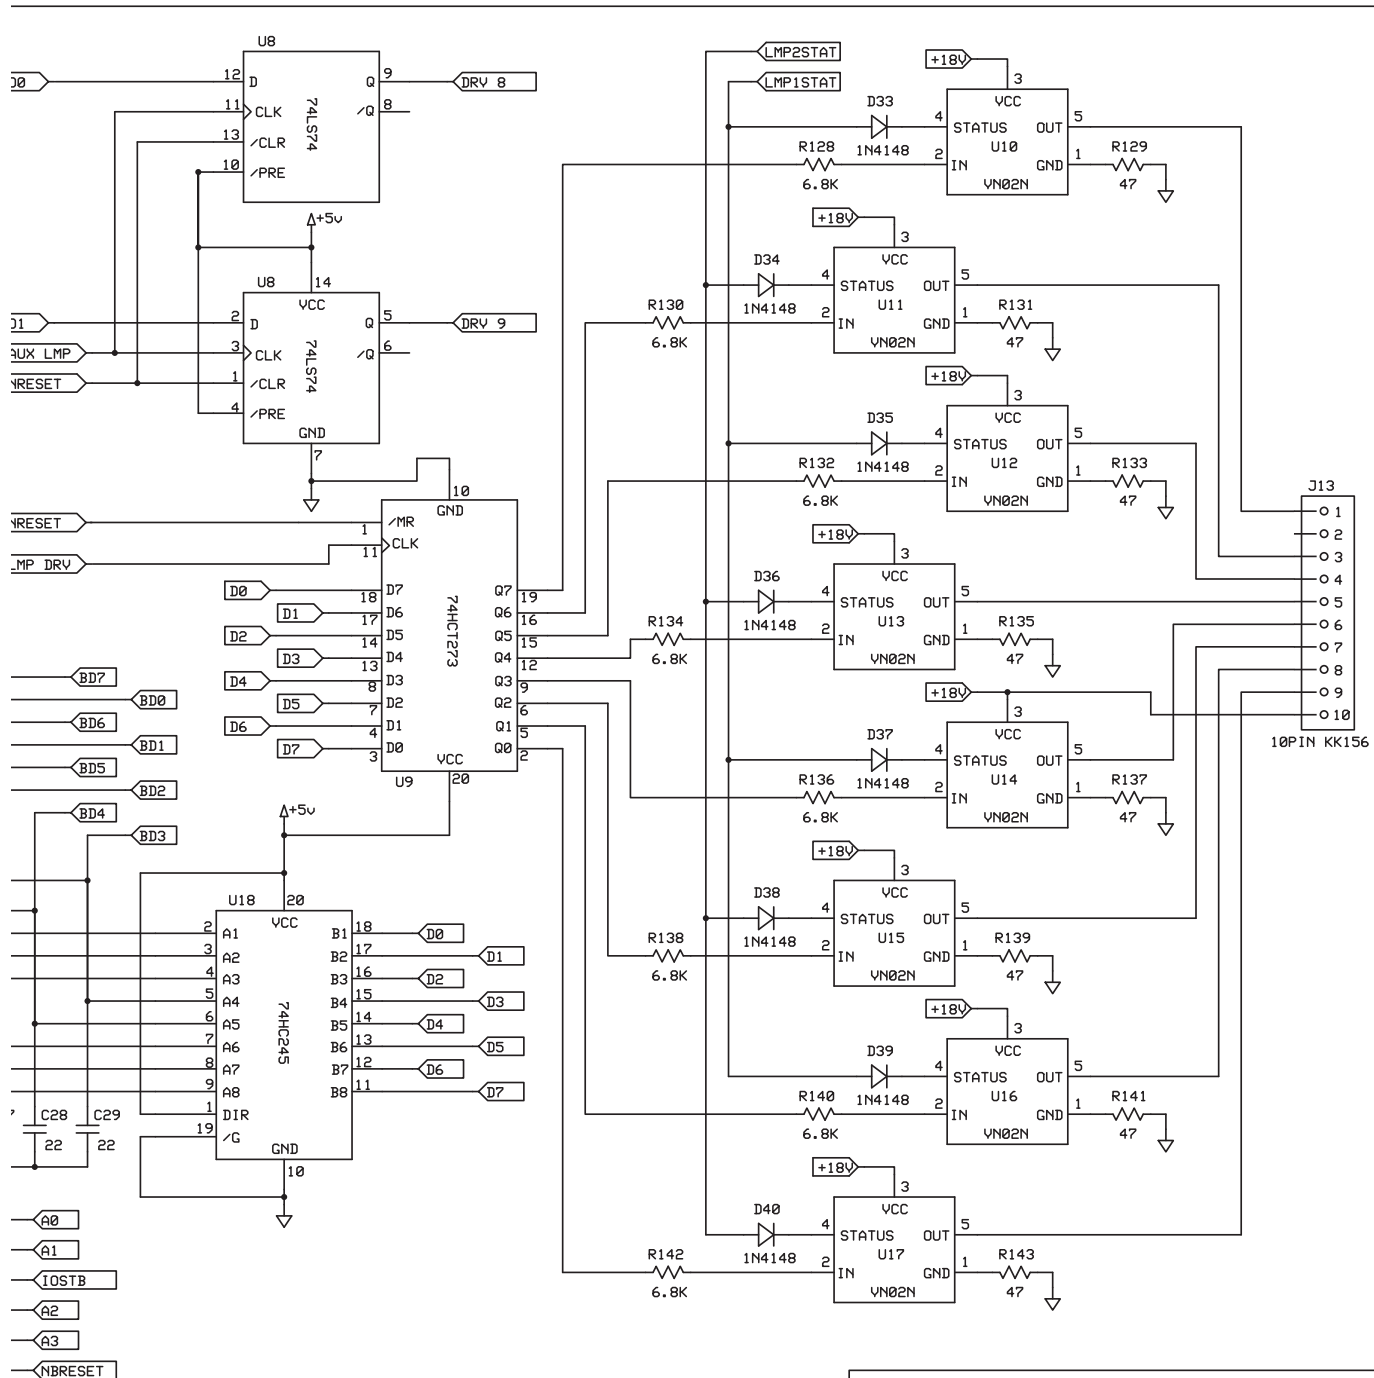 U8
12
D
Q
9
DRV 8
11
CLK
/Q
8
13
/CLR
10
/PRE
74LS74
+5v
U8
14
VCC
2
D
Q
5
DRV 9
3
CLK
/Q
6
AUX LMP
1
/CLR
NRESET
4
/PRE
74LS74
GND
7
10
GND
NRESET
1
/MR
11
CLK
LMP DRV
D0
18
D7
Q7
19
D1
17
D6
Q6
16
D2
14
D5
Q5
15
D3
13
D4
Q4
12
D4
8
D3
Q3
9
D5
7
D2
Q2
6
D6
4
D1
Q1
5
D7
3
D0
Q0
2
74HCT273
VCC
20
U9
BD7
BD0
BD6
BD1
BD5
BD2
BD4
BD3
+5v
U18
20
VCC
2
A1
B1
18
D0
3
A2
B2
17
D1
4
A3
B3
16
D2
5
A4
B4
15
D3
6
A5
B5
14
D4
7
A6
B6
13
D5
8
A7
B7
12
D6
9
A8
B8
11
D7
74HC245
1
DIR
19
/G
GND
10
C28
22
C29
22
A0
A1
IOSTB
A2
A3
NBRESET
LMP2STAT
LMP1STAT
+18V
3
VCC
D33
1N4148
4
STATUS
OUT
5
U10
R128
6.8K
2
IN
GND
1
R129
47
VN02N
+18V
3
VCC
D34
1N4148
4
STATUS
OUT
5
U11
R130
6.8K
2
IN
GND
1
R131
47
VN02N
+18V
3
VCC
D35
1N4148
4
STATUS
OUT
5
U12
R132
6.8K
2
IN
GND
1
R133
47
VN02N
+18V
3
VCC
D36
1N4148
4
STATUS
OUT
5
U13
R134
6.8K
2
IN
GND
1
R135
47
VN02N
+18V
3
VCC
D37
1N4148
4
STATUS
OUT
5
U14
R136
6.8K
2
IN
GND
1
R137
47
VN02N
+18V
3
VCC
D38
1N4148
4
STATUS
OUT
5
U15
R138
6.8K
2
IN
GND
1
R139
47
VN02N
+18V
3
VCC
D39
1N4148
4
STATUS
OUT
5
U16
R140
6.8K
2
IN
GND
1
R141
47
VN02N
+18V
3
VCC
D40
1N4148
4
STATUS
OUT
5
U17
R142
6.8K
2
IN
GND
1
R143
47
VN02N
J13
1
2
3
4
5
6
7
8
9
10
10PIN KK156